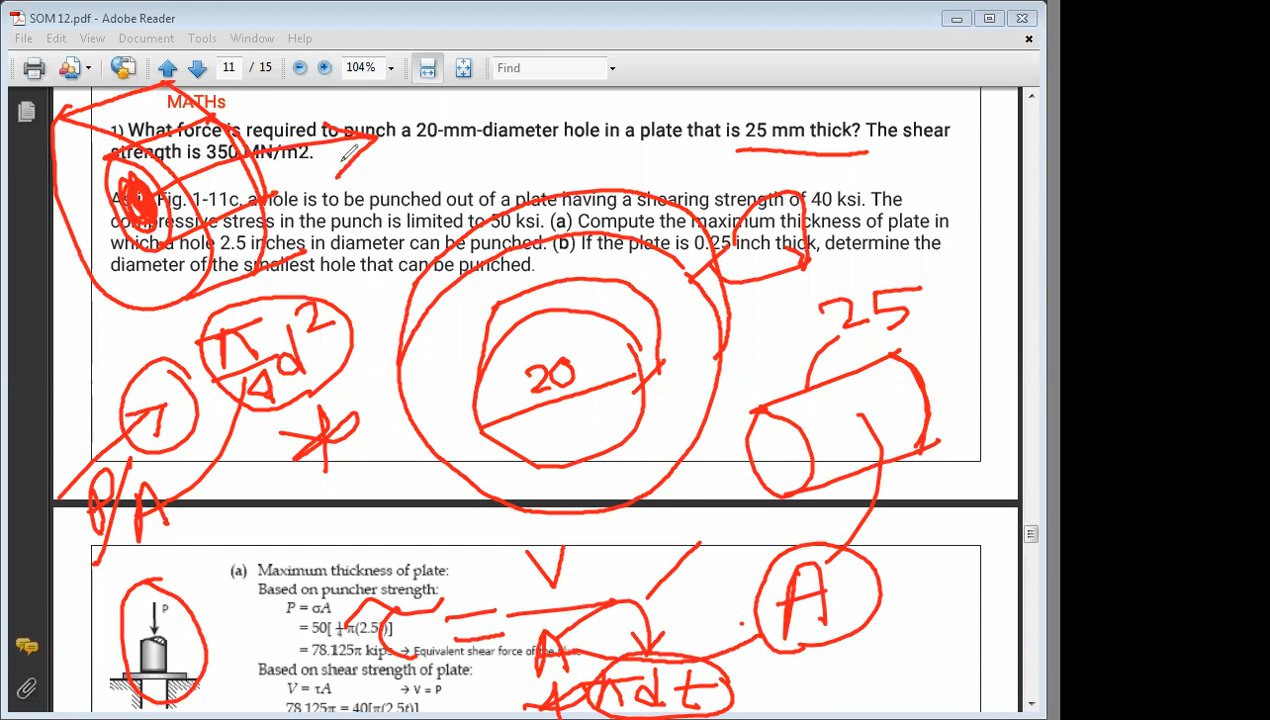 SOM 12.pdf - Adobe Reader
File Edit View Document Tools Window Help
11 / 15 104% Find
MATHs
1) What force is required to punch a 20-mm-diameter hole in a plate that is 25 mm thick? The shear
strength is 350 MN/m2.
As in Fig. 1-11c, a hole is to be punched out of a plate having a shearing strength of 40 ksi. The
compressive stress in the punch is limited to 50 ksi. (a) Compute the maximum thickness of plate in
which a hole 2.5 inches in diameter can be punched. (b) If the plate is 0.25 inch thick, determine the
diameter of the smallest hole that can be punched.
25
π/4 d²
20
P/A
V
A
A
πdt
(a) Maximum thickness of plate:
Based on puncher strength:
P = σA
= 50[ ¼π(2.5²)]
= 78.125π kips → Equivalent shear force of the plate
Based on shear strength of plate:
V = τA → V = P
78.125π = 40[π(2.5t)]
P